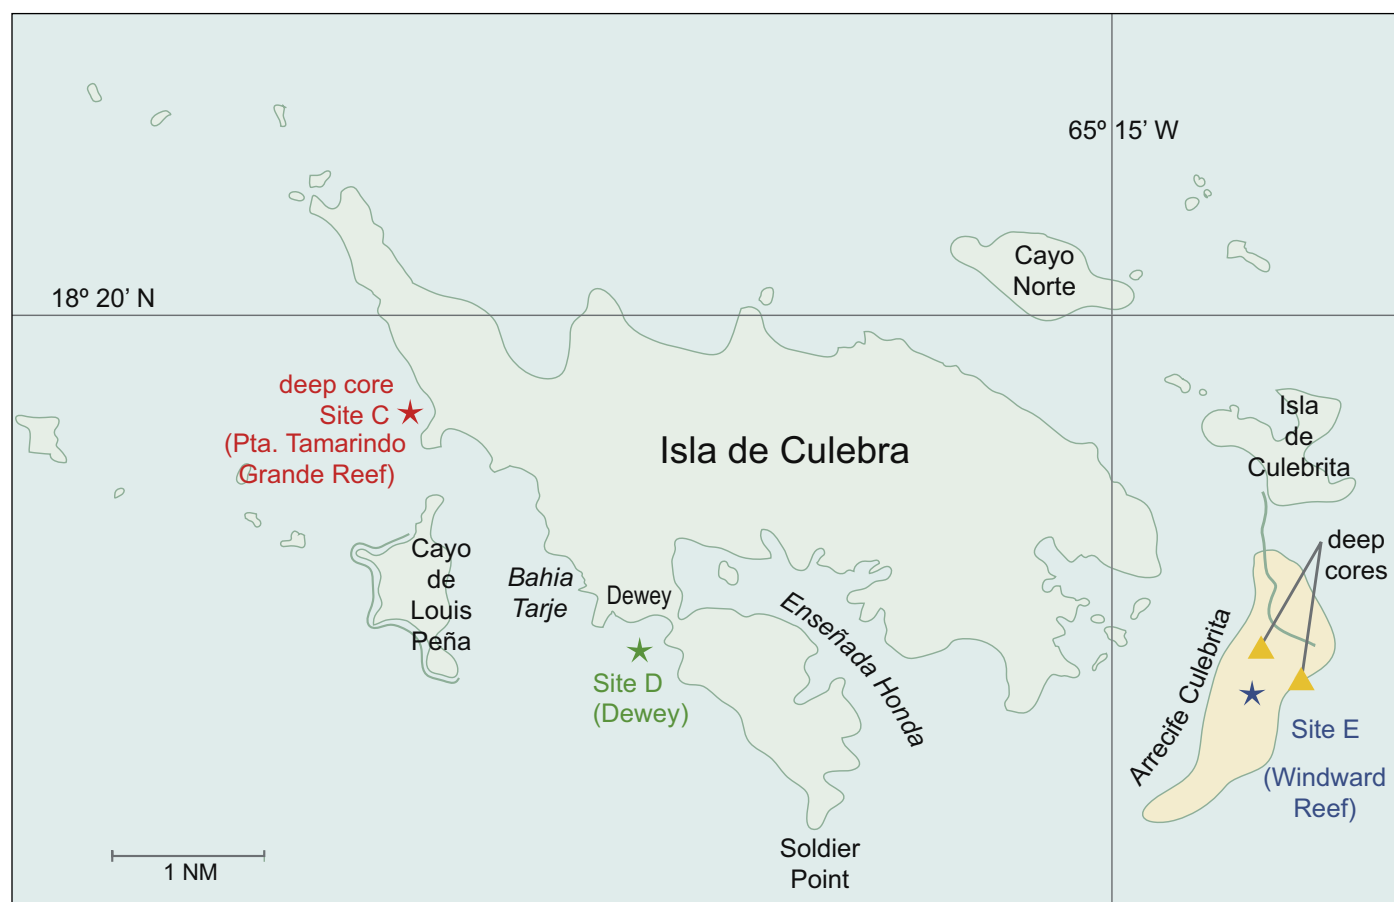 65º 15’ W
Cayo
Norte
18º 20’ N
deep core
Site C
(Pta. Tamarindo
Grande Reef)
Isla de Culebra
Isla
de
Culebrita
Cayo
de
Louis
Peña
Bahia
Tarje
Dewey
Enseñada Honda
deep
cores
Arrecife Culebrita
Site D
(Dewey)
Site E
(Windward
Reef)
Soldier
Point
1 NM